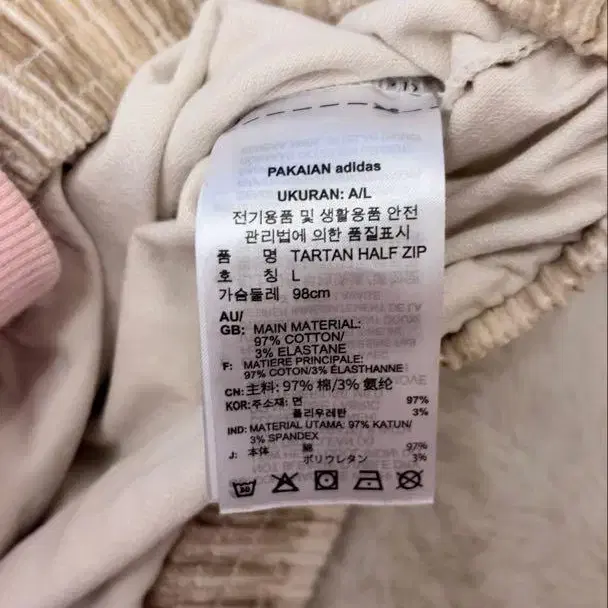 PAKAIAN adidas
UKURAN: A/L
전기용품 및 생활용품 안전
관리법에 의한 품질표시
품 명 TARTAN HALF ZIP
호 칭 L
가슴둘레 98cm
AU/
GB: MAIN MATERIAL:
97% COTTON/
3% ELASTANE
F: MATIERE PRINCIPALE:
97% COTON/3% ÉLASTHANNE
CN: 主料: 97% 棉/3% 氨纶
KOR: 주소재: 면 97%
폴리우레탄 3%
IND: MATERIAL UTAMA: 97% KATUN/
3% SPANDEX
J: 本体 綿 97%
ポリウレタン 3%